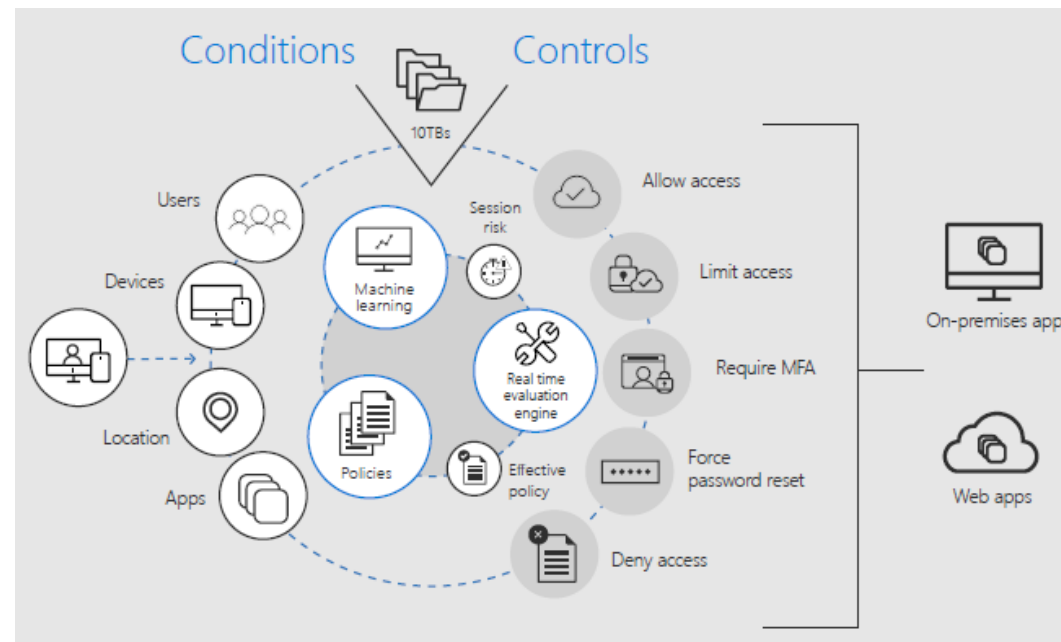 Conditions
Controls
10TBs
Users
Devices
Location
Apps
Machine
learning
Session
risk
Real time
evaluation
engine
Policies
Effective
policy
Allow access
Limit access
Require MFA
Force
password reset
Deny access
On-premises app
Web apps